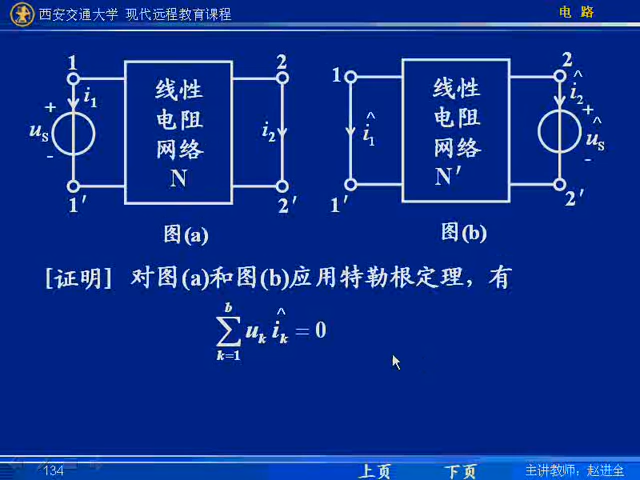 西安交通大学 现代远程教育课程
电 路
1
2
i₁
+
uₛ
-
1′
线性
电阻
网络
N
i₂
2′
图(a)
1
2
î₁
1′
线性
电阻
网络
N′
î₂
+
ûₛ
-
2′
图(b)
[证明] 对图(a)和图(b)应用特勒根定理，有
b
∑ uₖ îₖ = 0
k=1
134
上页
下页
主讲教师：赵进全